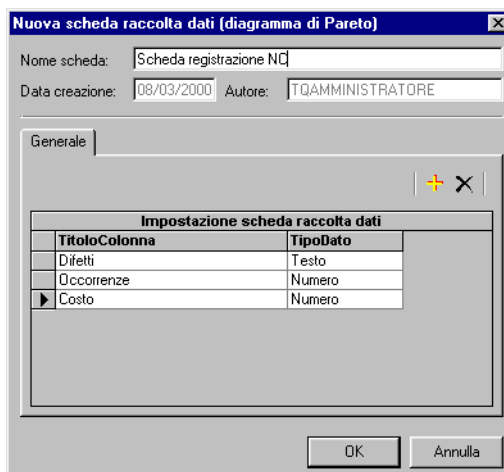 Nuova scheda raccolta dati (diagramma di Pareto)
Nome scheda: Scheda registrazione NC
Data creazione: 08/03/2000 Autore: TQAMMINISTRATORE
Generale
Impostazione scheda raccolta dati
TitoloColonna TipoDato
Difetti Testo
Occorrenze Numero
Costo Numero
OK Annulla